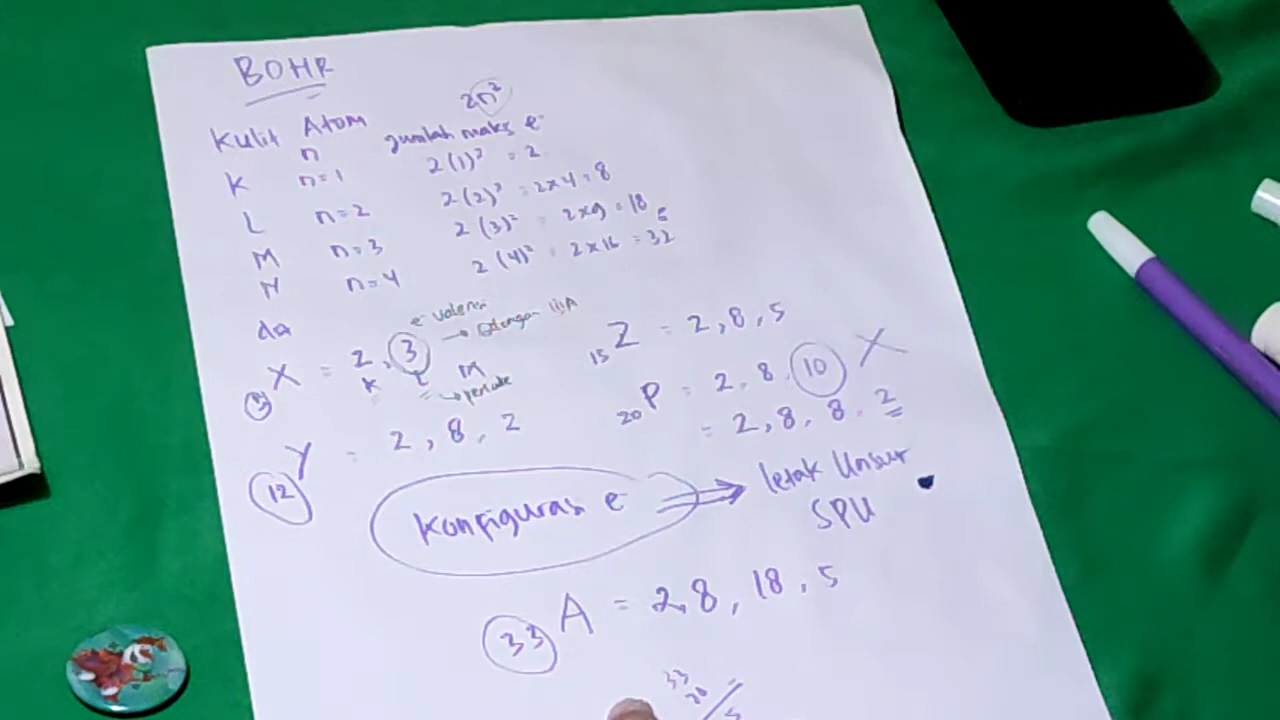 BOHR
2n²
Kulit Atom
n
jumlah maks e⁻
K n=1 2(1)² = 2
L n=2 2(2)² = 2x4 = 8
M n=3 2(3)² = 2x9 = 18
N n=4 2(4)² = 2x16 = 32
e⁻ valensi
X = 2, 3
K L M
₁₅Z = 2, 8, 5
₂₀P = 2, 8, 10 X
= 2, 8, 8, 2
12 Y = 2, 8, 2
Konfigurasi e⁻ ⇒ letak Unsur
SPU
33 A = 2, 8, 18, 5
33
20